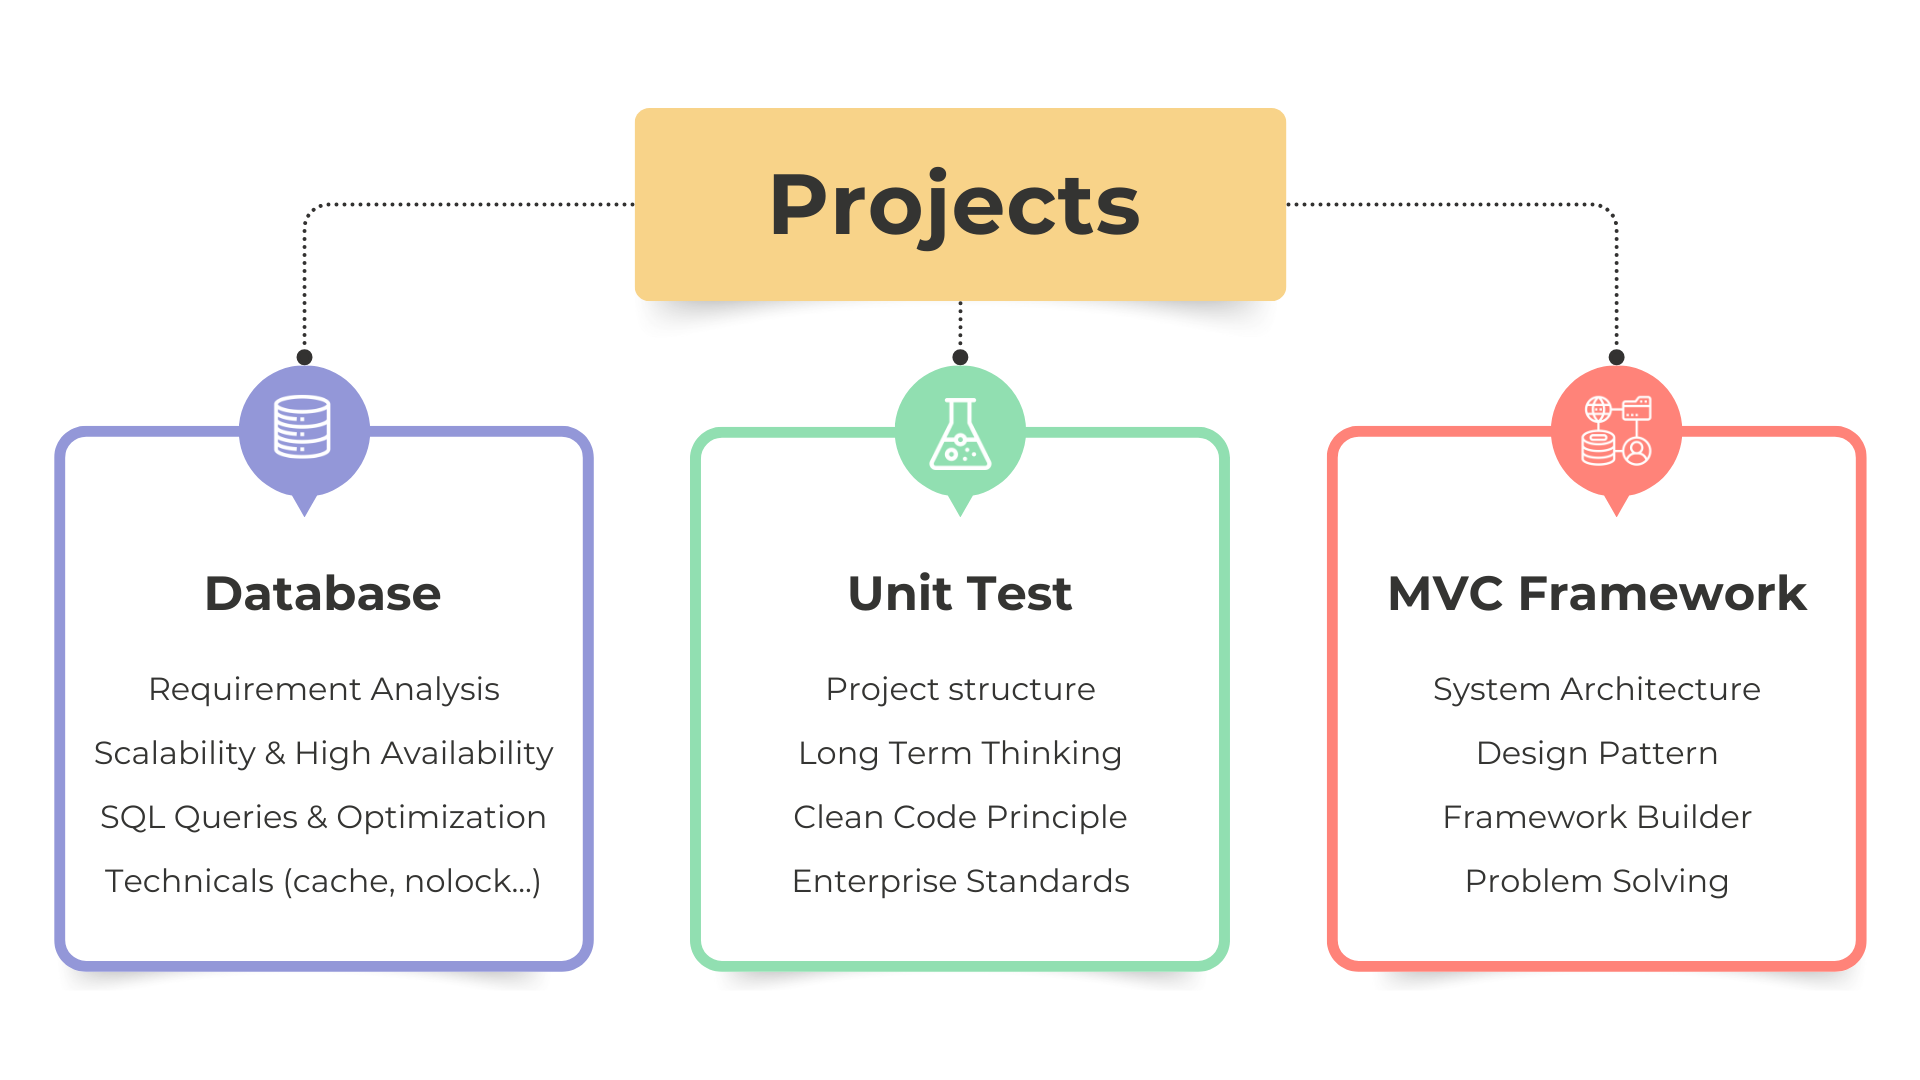 Projects
Database
Requirement Analysis
Scalability & High Availability
SQL Queries & Optimization
Technicals (cache, nolock...)
Unit Test
Project structure
Long Term Thinking
Clean Code Principle
Enterprise Standards
MVC Framework
System Architecture
Design Pattern
Framework Builder
Problem Solving